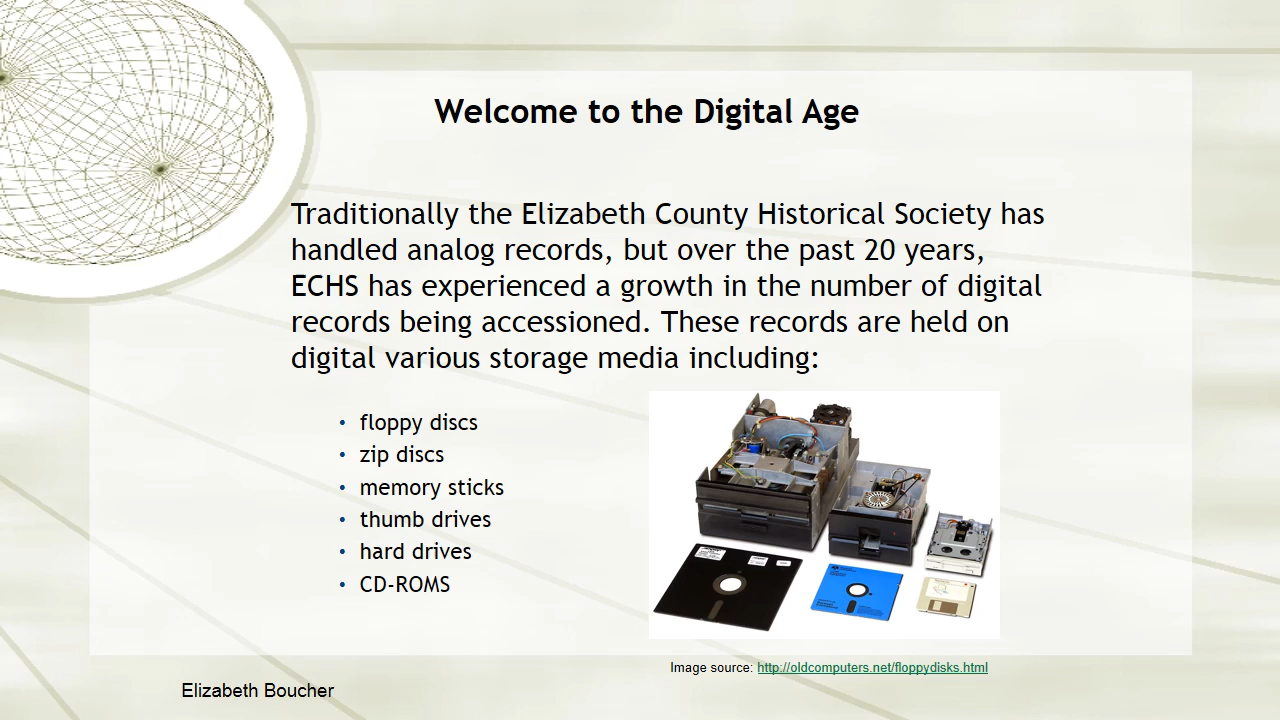 Welcome to the Digital Age
Traditionally the Elizabeth County Historical Society has
handled analog records, but over the past 20 years,
ECHS has experienced a growth in the number of digital
records being accessioned. These records are held on
digital various storage media including:
• floppy discs
• zip discs
• memory sticks
• thumb drives
• hard drives
• CD-ROMS
Image source: http://oldcomputers.net/floppydisks.html
Elizabeth Boucher